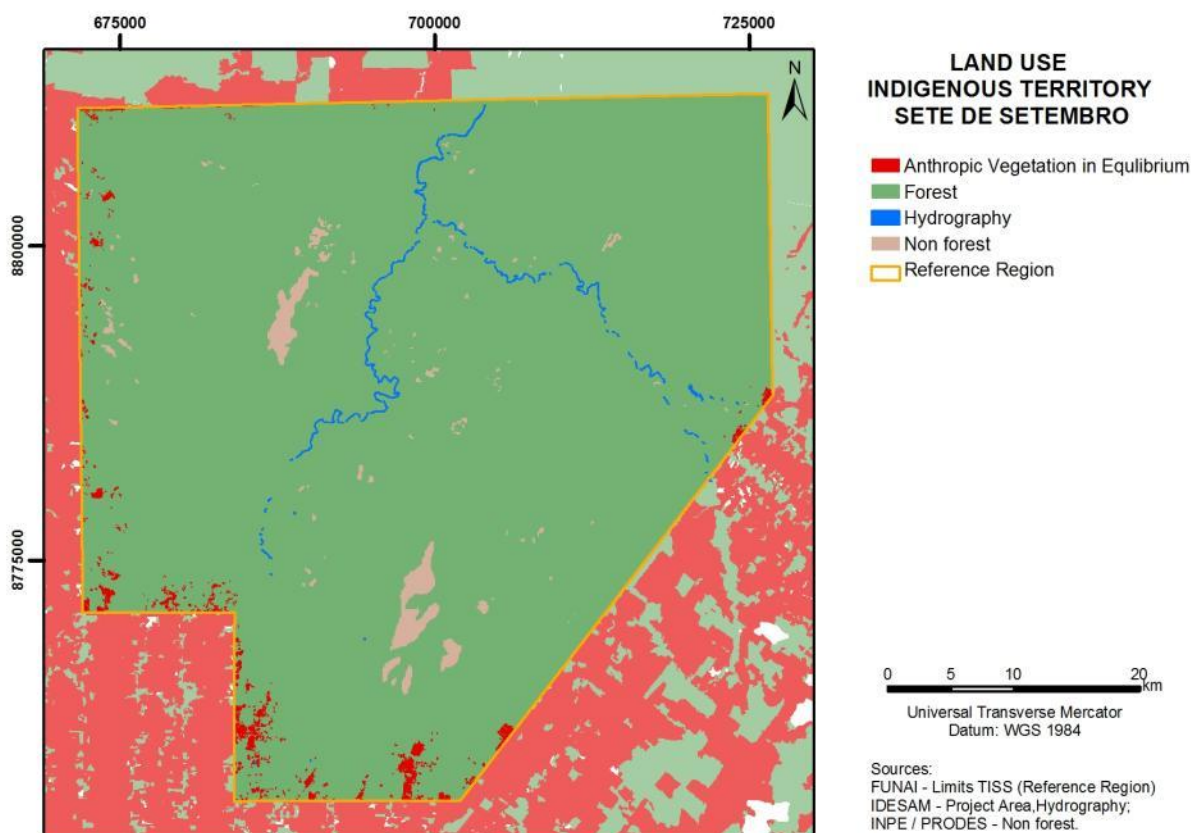 675000
700000
725000
8800000
8775000
N
LAND USE
INDIGENOUS TERRITORY
SETE DE SETEMBRO
Anthropic Vegetation in Equlibrium
Forest
Hydrography
Non forest
Reference Region
0 5 10 20
km
Universal Transverse Mercator
Datum: WGS 1984
Sources:
FUNAI - Limits TISS (Reference Region)
IDESAM - Project Area,Hydrography;
INPE / PRODES - Non forest.